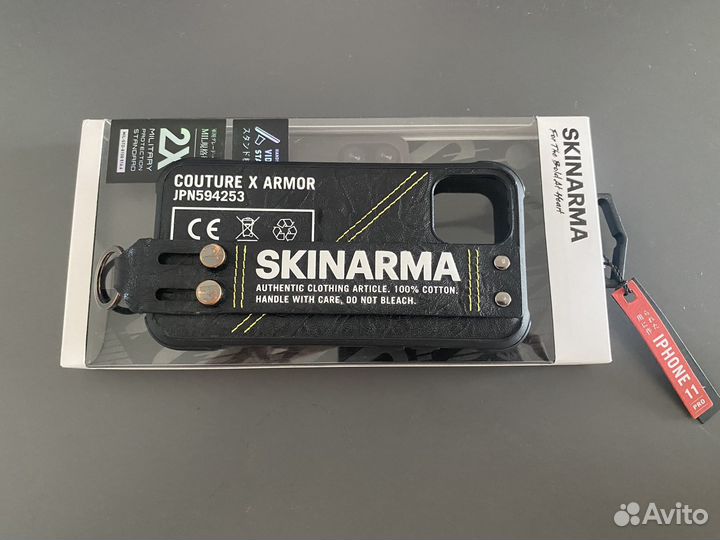 MILITARY
PROTECTION
STANDARD
2X
COUTURE X ARMOR
JPN594253
CE
SKINARMA
AUTHENTIC CLOTHING ARTICLE. 100% COTTON.
HANDLE WITH CARE, DO NOT BLEACH.
SKINARMA
For The Bold At Heart
IPHONE 11
PRO
Avito